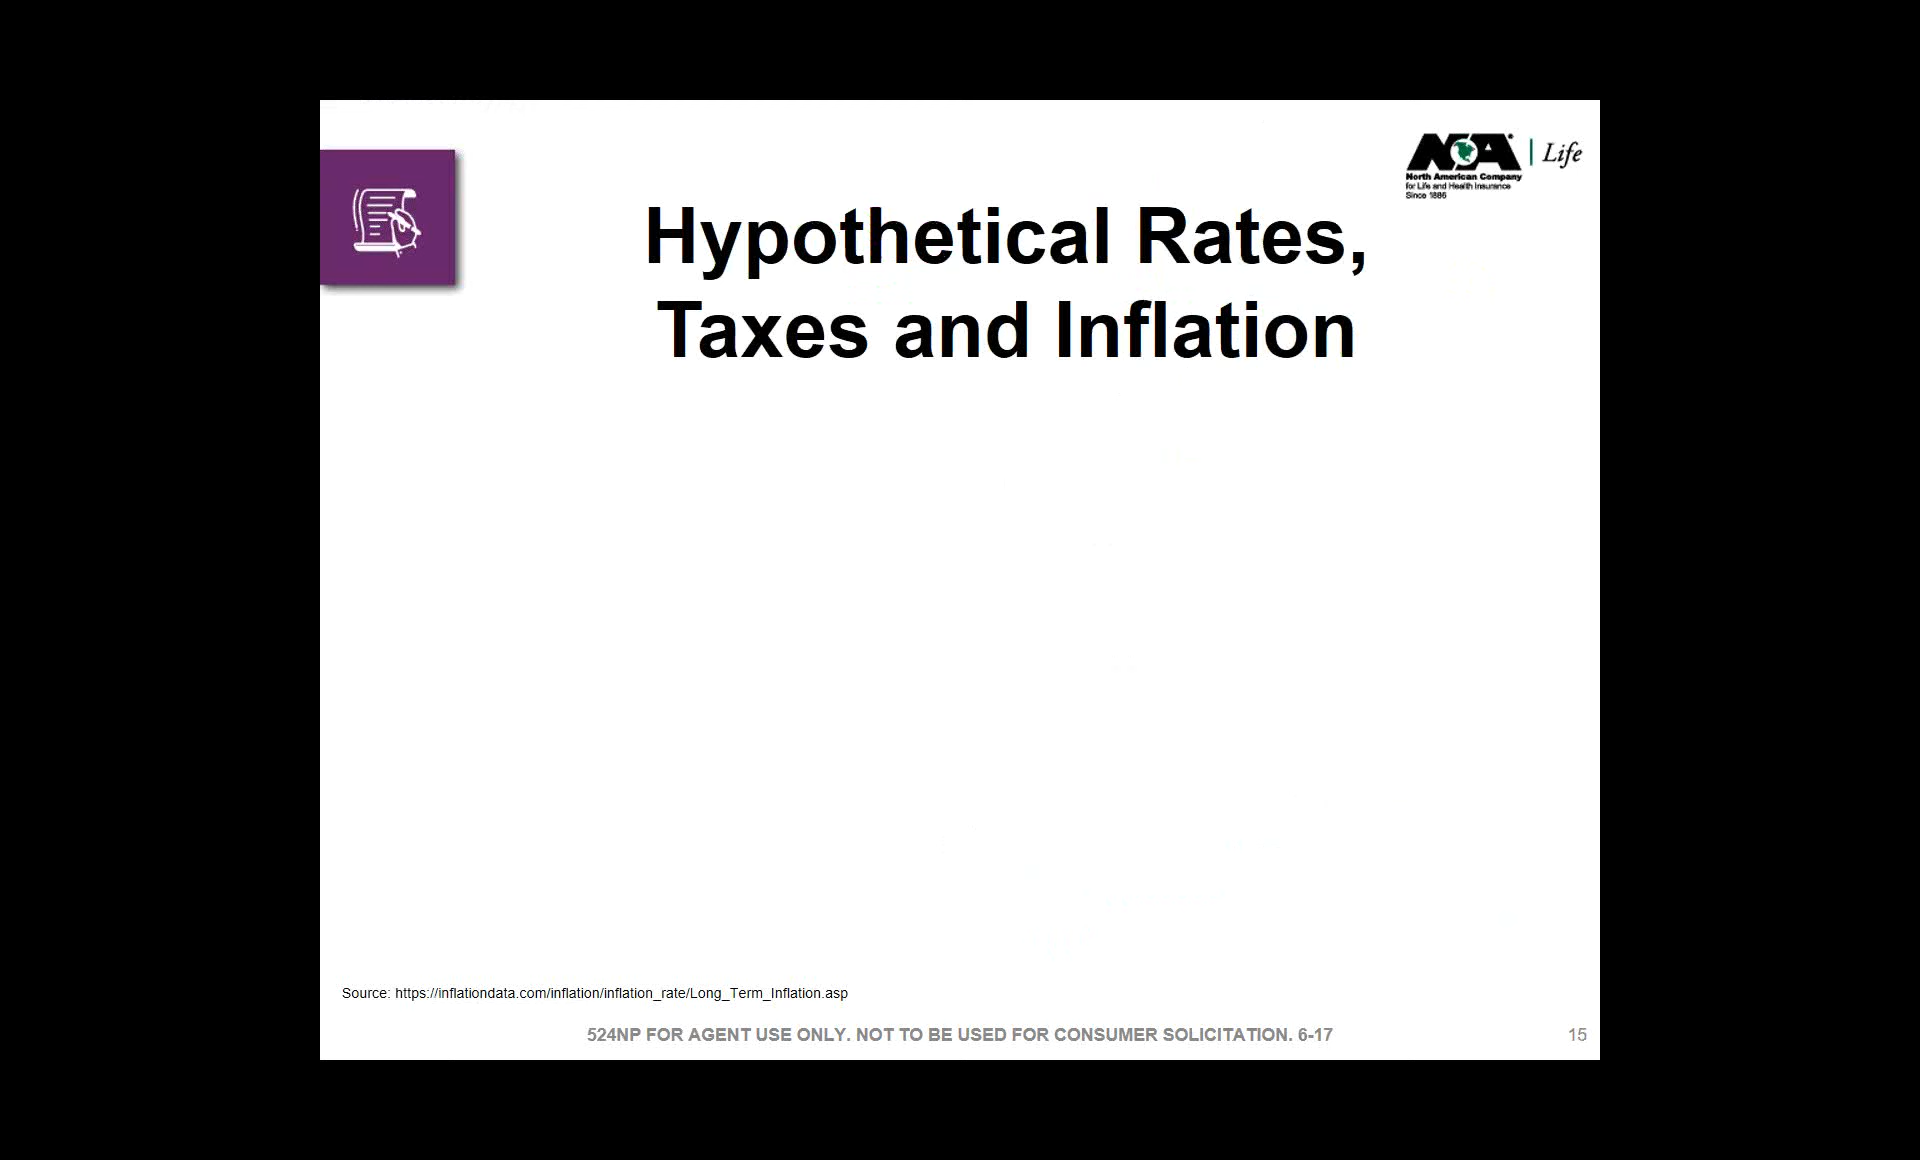 NA®
Life
North American Company
for Life and Health Insurance
Since 1886
Hypothetical Rates,
Taxes and Inflation
Source: https://inflationdata.com/inflation/inflation_rate/Long_Term_Inflation.asp
524NP FOR AGENT USE ONLY. NOT TO BE USED FOR CONSUMER SOLICITATION. 6-17
15